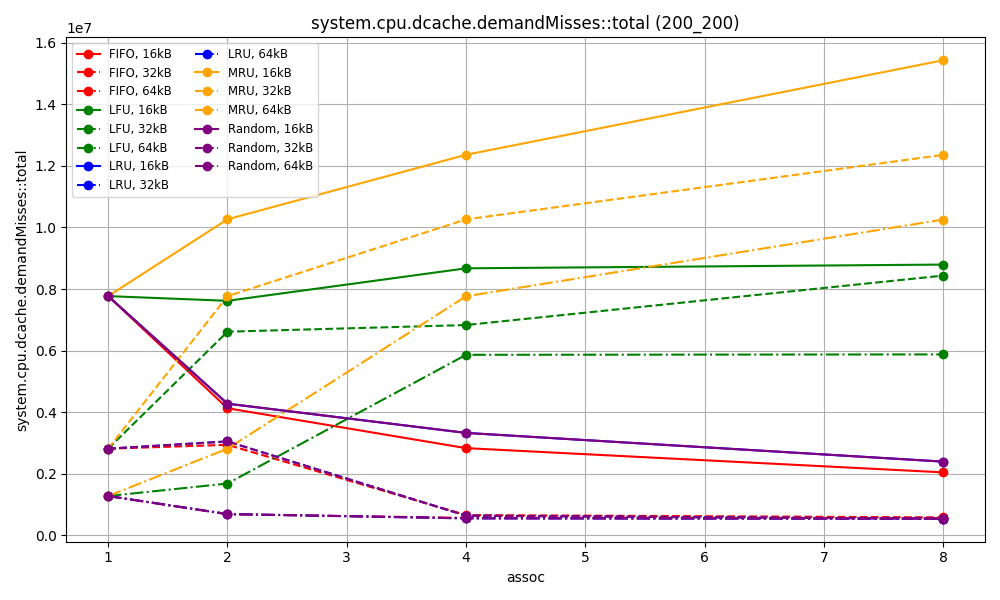 system.cpu.dcache.demandMisses::total (200_200)
1e7
1.6
1.4
1.2
1.0
0.8
0.6
0.4
0.2
0.0
system.cpu.dcache.demandMisses::total
FIFO, 16kB
FIFO, 32kB
FIFO, 64kB
LFU, 16kB
LFU, 32kB
LFU, 64kB
LRU, 16kB
LRU, 32kB
LRU, 64kB
MRU, 16kB
MRU, 32kB
MRU, 64kB
Random, 16kB
Random, 32kB
Random, 64kB
1 2 3 4 5 6 7 8
assoc